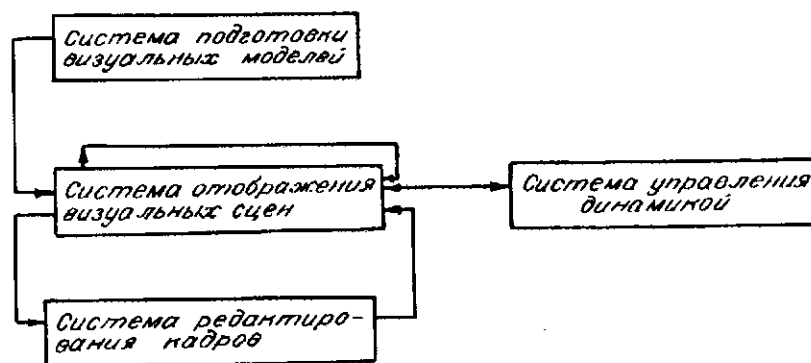 Система подготовки
визуальных моделей
Система отображения
визуальных сцен
Система управления
динамикой
Система редактиро-
вания кадров